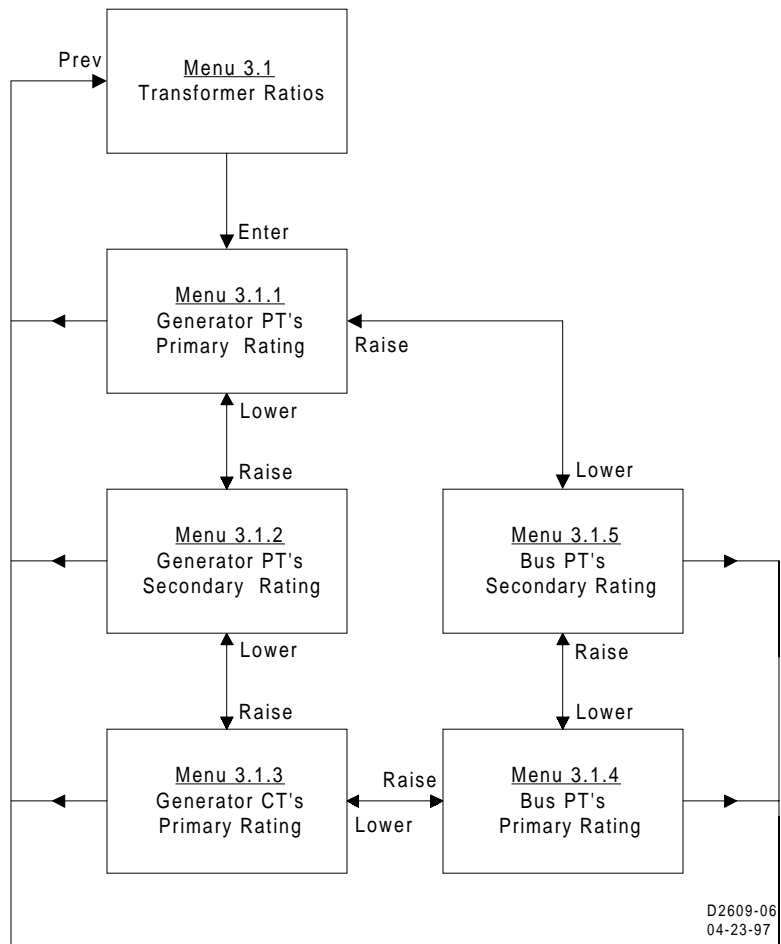 Prev
Menu 3.1
Transformer Ratios
Enter
Menu 3.1.1
Generator PT's
Primary Rating
Raise
Lower
Raise
Lower
Menu 3.1.2
Generator PT's
Secondary Rating
Menu 3.1.5
Bus PT's
Secondary Rating
Lower
Raise
Raise
Lower
Menu 3.1.3
Generator CT's
Primary Rating
Raise
Lower
Menu 3.1.4
Bus PT's
Primary Rating
D2609-06
04-23-97